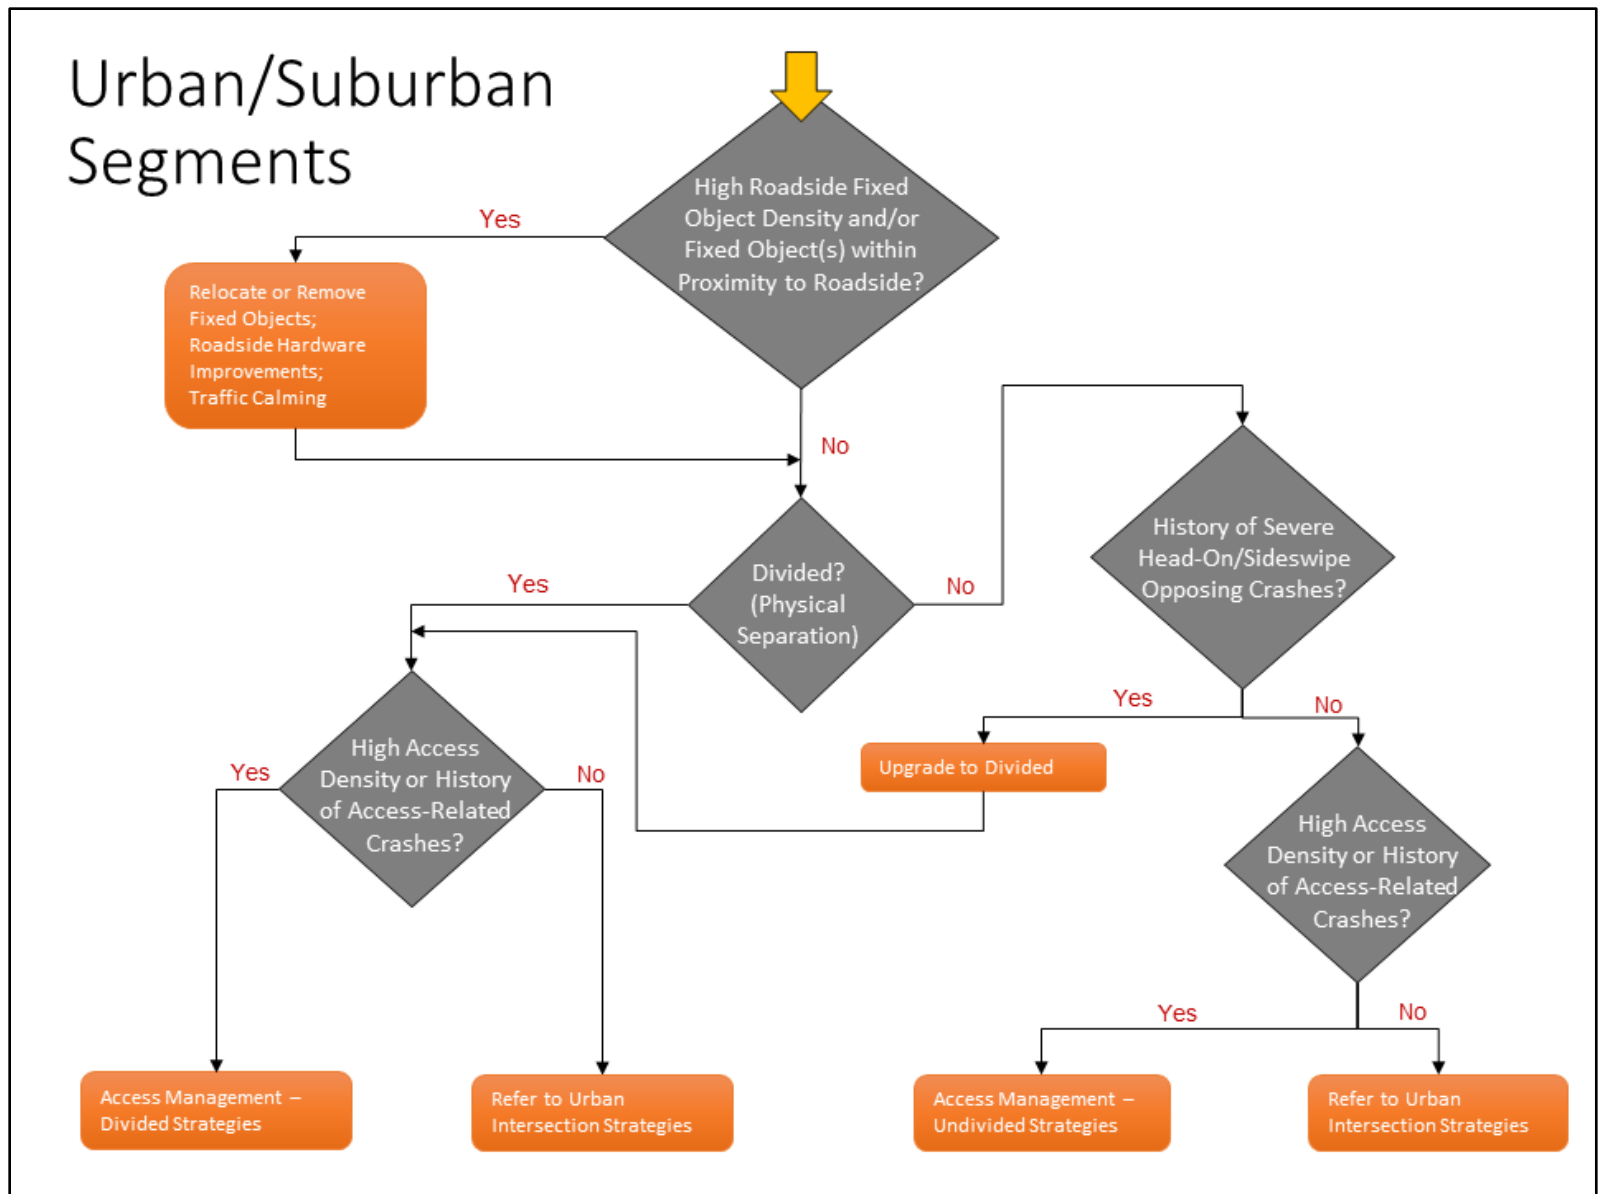 Urban/Suburban
Segments
High Roadside Fixed
Object Density and/or
Fixed Object(s) within
Proximity to Roadside?
Yes
Relocate or Remove
Fixed Objects;
Roadside Hardware
Improvements;
Traffic Calming
No
Divided?
(Physical
Separation)
Yes
No
History of Severe
Head-On/Sideswipe
Opposing Crashes?
Yes
No
Upgrade to Divided
High Access
Density or History
of Access-Related
Crashes?
Yes
No
High Access
Density or History
of Access-Related
Crashes?
Yes
No
Access Management –
Divided Strategies
Refer to Urban
Intersection Strategies
Access Management –
Undivided Strategies
Refer to Urban
Intersection Strategies